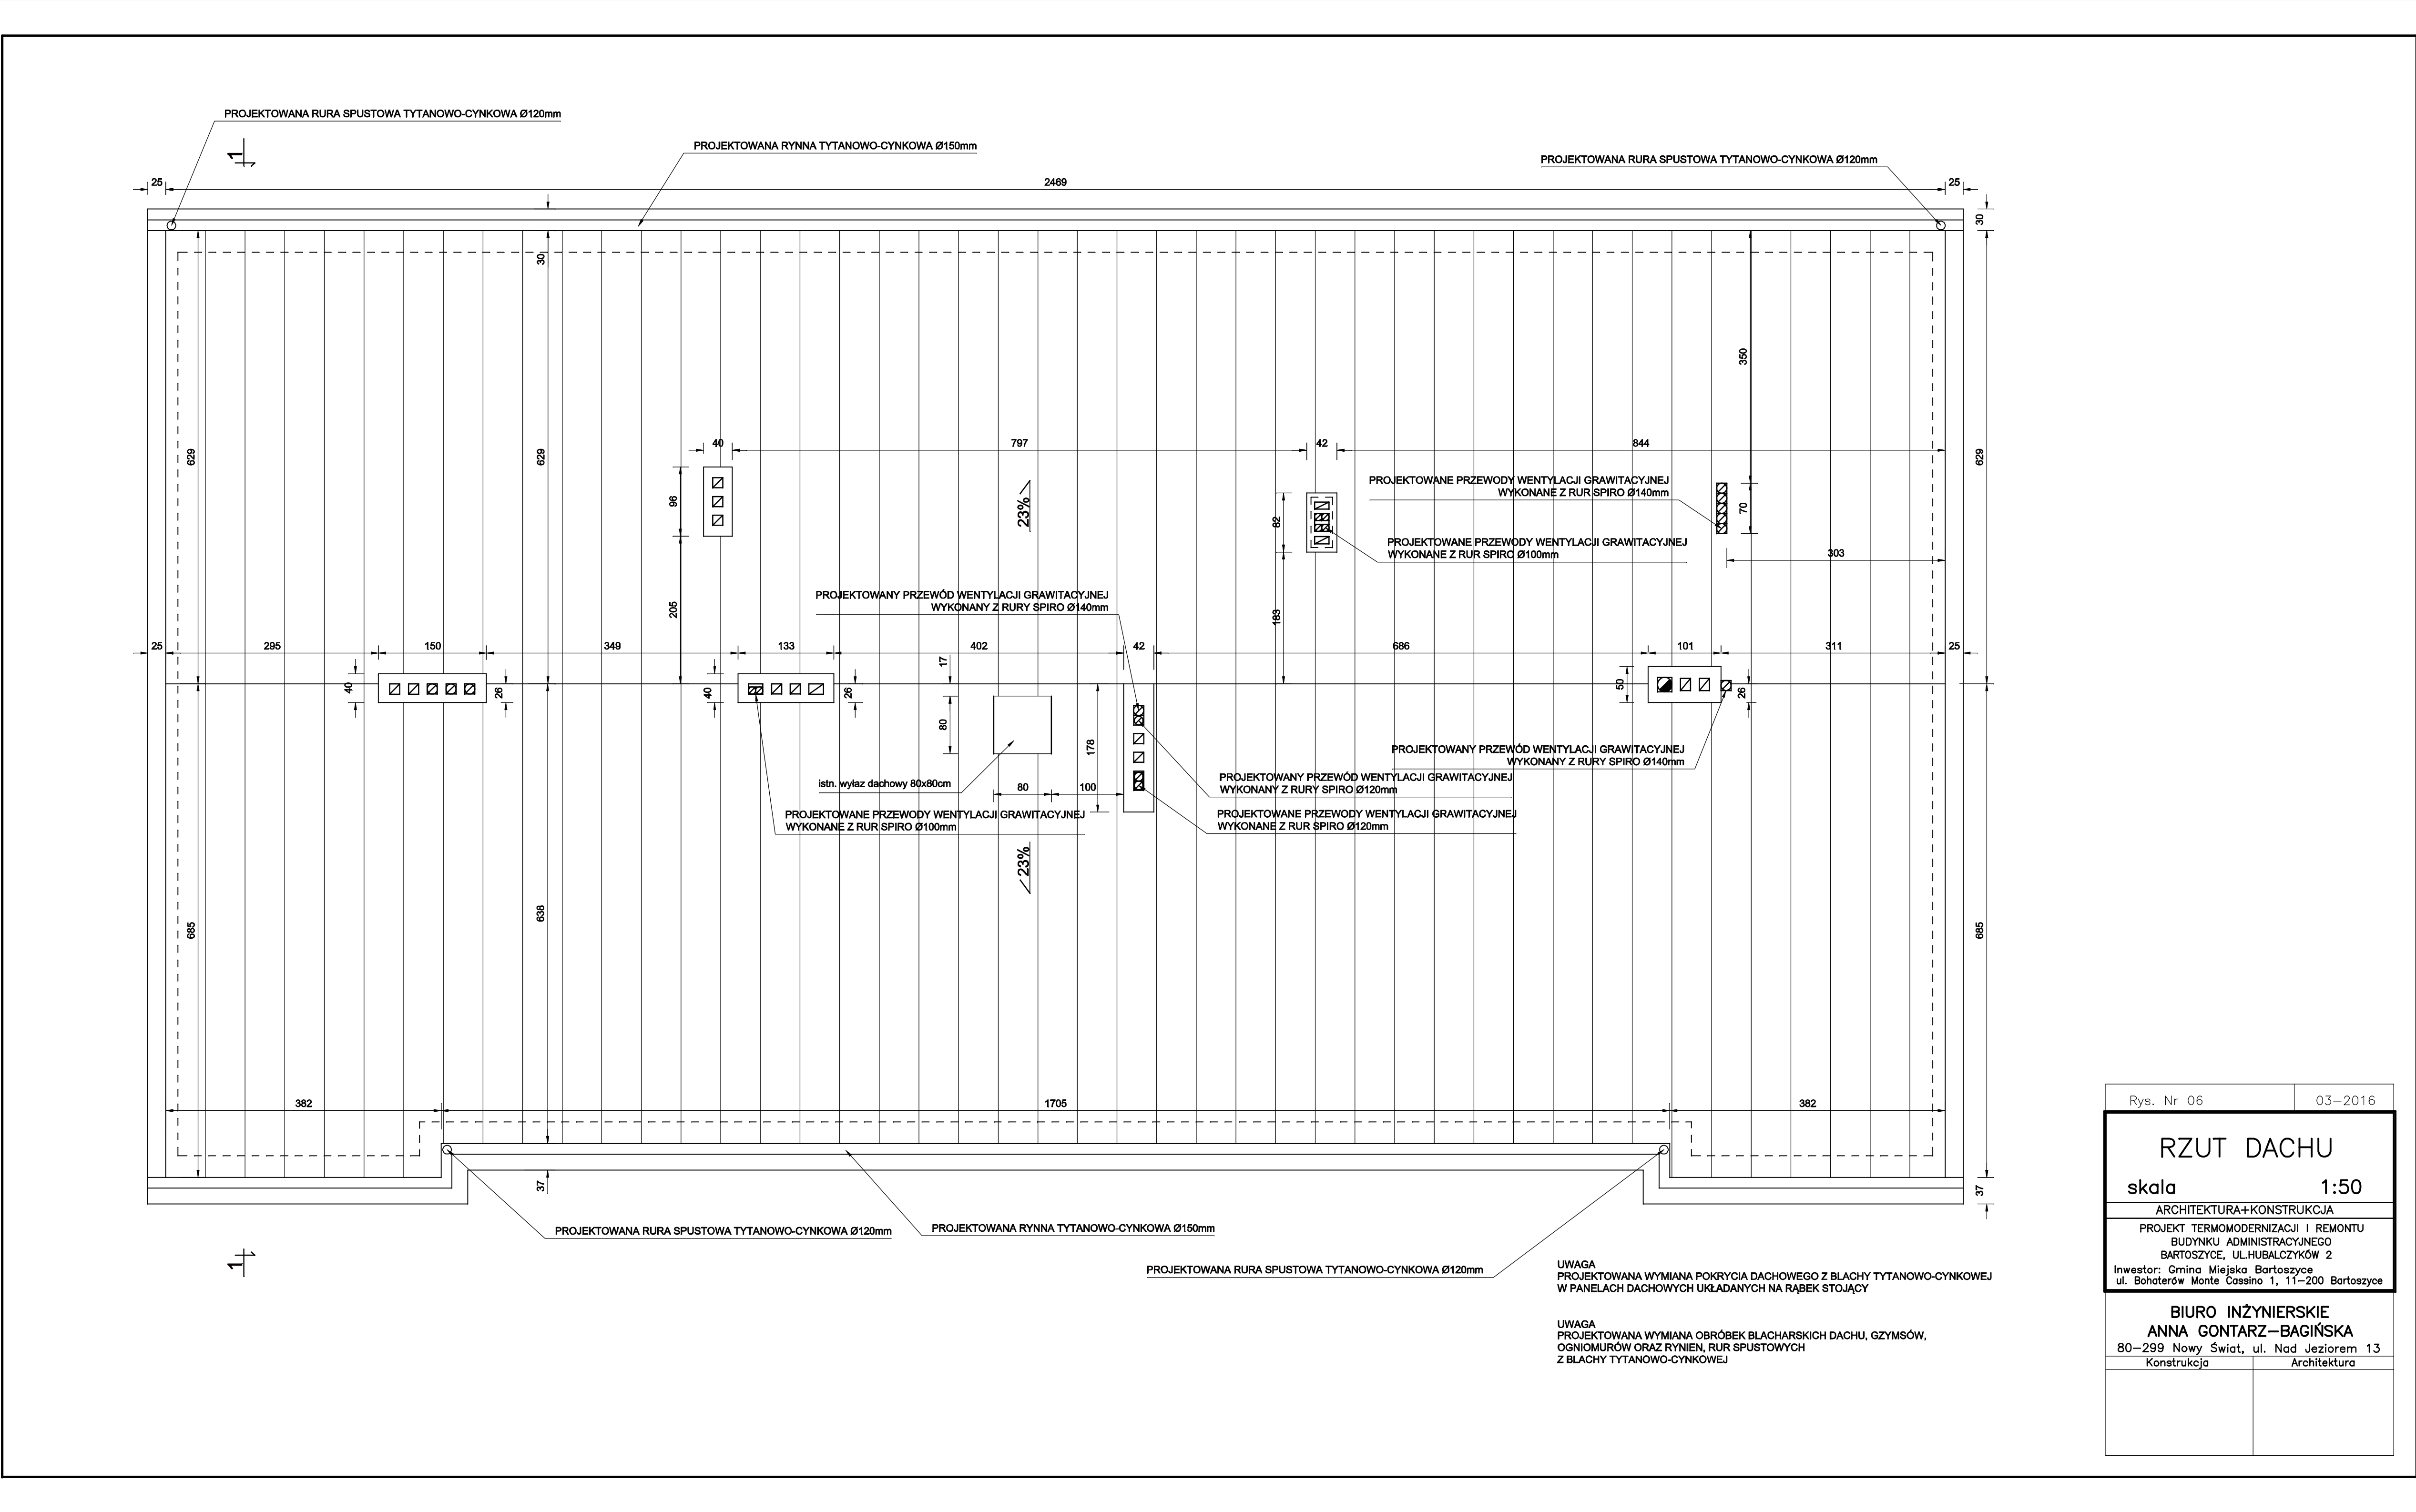 PROJEKTOWANA RURA SPUSTOWA TYTANOWO-CYNKOWA Ø120mm
1
PROJEKTOWANA RYNNA TYTANOWO-CYNKOWA Ø150mm
PROJEKTOWANA RURA SPUSTOWA TYTANOWO-CYNKOWA Ø120mm
25
2469
25
30
30
350
629
629
629
40
797
42
844
PROJEKTOWANE PRZEWODY WENTYLACJI GRAWITACYJNEJ
WYKONANE Z RUR SPIRO Ø140mm
96
23%
82
70
PROJEKTOWANE PRZEWODY WENTYLACJI GRAWITACYJNEJ
WYKONANE Z RUR SPIRO Ø100mm
303
PROJEKTOWANY PRZEWÓD WENTYLACJI GRAWITACYJNEJ
WYKONANY Z RURY SPIRO Ø140mm
205
183
25
295
150
349
133
402
42
686
101
311
25
17
40
26
40
26
50
26
80
178
PROJEKTOWANY PRZEWÓD WENTYLACJI GRAWITACYJNEJ
WYKONANY Z RURY SPIRO Ø140mm
istn. wyłaz dachowy 80x80cm
80
100
PROJEKTOWANY PRZEWÓD WENTYLACJI GRAWITACYJNEJ
WYKONANY Z RURY SPIRO Ø120mm
PROJEKTOWANE PRZEWODY WENTYLACJI GRAWITACYJNEJ
WYKONANE Z RUR SPIRO Ø100mm
PROJEKTOWANE PRZEWODY WENTYLACJI GRAWITACYJNEJ
WYKONANE Z RUR SPIRO Ø120mm
23%
685
638
685
382
1705
382
37
37
PROJEKTOWANA RURA SPUSTOWA TYTANOWO-CYNKOWA Ø120mm
PROJEKTOWANA RYNNA TYTANOWO-CYNKOWA Ø150mm
1
PROJEKTOWANA RURA SPUSTOWA TYTANOWO-CYNKOWA Ø120mm
UWAGA
PROJEKTOWANA WYMIANA POKRYCIA DACHOWEGO Z BLACHY TYTANOWO-CYNKOWEJ
W PANELACH DACHOWYCH UKŁADANYCH NA RĄBEK STOJĄCY
UWAGA
PROJEKTOWANA WYMIANA OBRÓBEK BLACHARSKICH DACHU, GZYMSÓW,
OGNIOMURÓW ORAZ RYNIEN, RUR SPUSTOWYCH
Z BLACHY TYTANOWO-CYNKOWEJ
Rys. Nr 06
03-2016
RZUT DACHU
skala 1:50
ARCHITEKTURA+KONSTRUKCJA
PROJEKT TERMOMODERNIZACJI I REMONTU
BUDYNKU ADMINISTRACYJNEGO
BARTOSZYCE, UL.HUBALCZYKÓW 2
Inwestor: Gmina Miejska Bartoszyce
ul. Bohaterów Monte Cassino 1, 11-200 Bartoszyce
BIURO INŻYNIERSKIE
ANNA GONTARZ-BAGIŃSKA
80-299 Nowy Świat, ul. Nad Jeziorem 13
Konstrukcja
Architektura